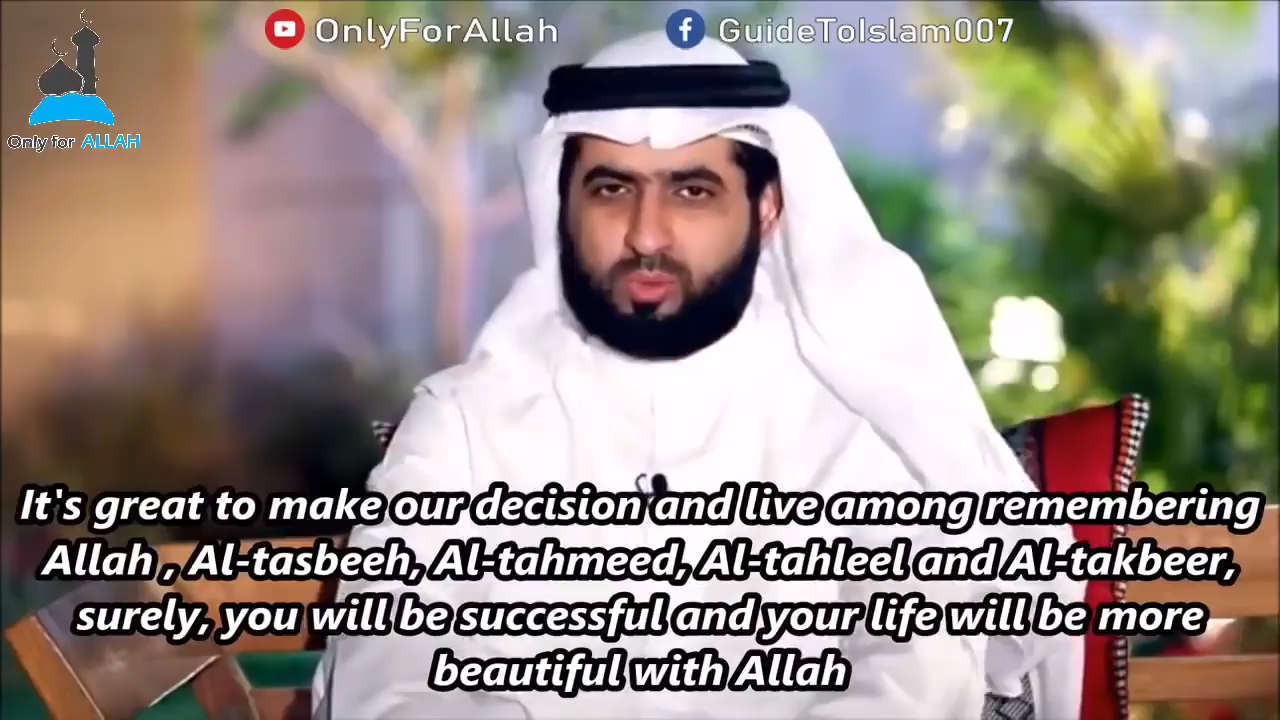 OnlyForAllah
GuideToIslam007
Only for ALLAH
It's great to make our decision and live among remembering
Allah , Al-tasbeeh, Al-tahmeed, Al-tahleel and Al-takbeer,
surely, you will be successful and your life will be more
beautiful with Allah